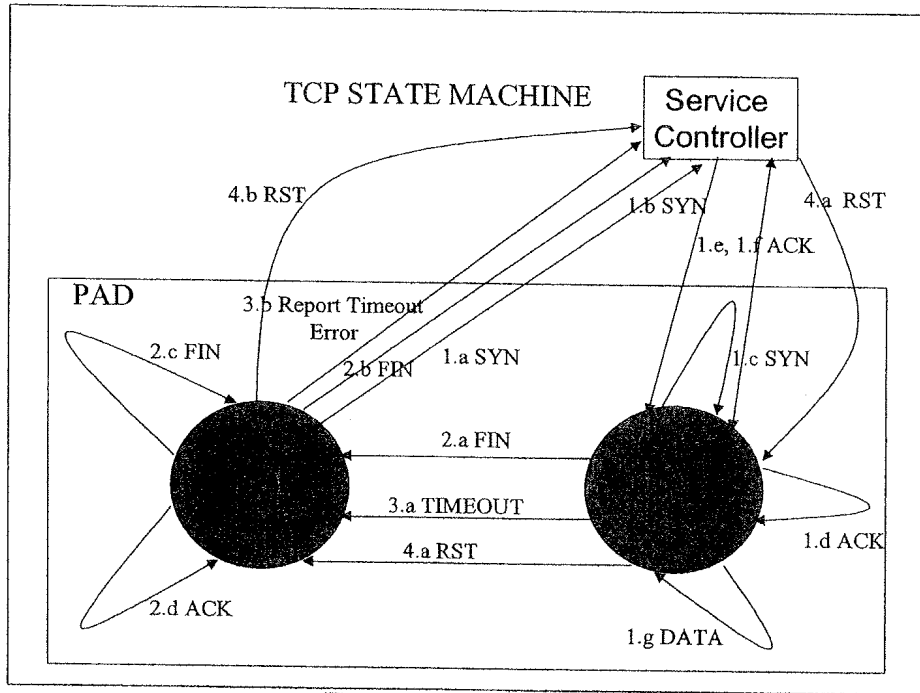 TCP STATE MACHINE
Service
Controller
4.b RST
1.b SYN
4.a RST
1.e, 1.f ACK
PAD
3.b Report Timeout
Error
2.c FIN
2.b FIN
1.a SYN
1.c SYN
2.a FIN
3.a TIMEOUT
4.a RST
1.d ACK
2.d ACK
1.g DATA